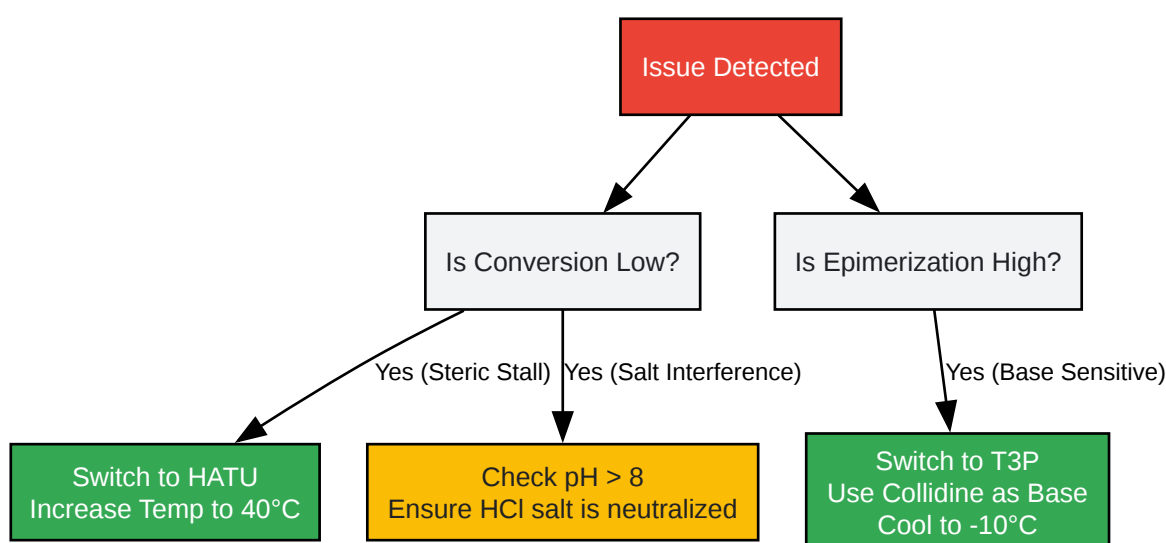 Issue Detected
Is Conversion Low?
Is Epimerization High?
Yes (Steric Stall)
Yes (Salt Interference)
Yes (Base Sensitive)
Switch to HATU
Increase Temp to 40°C
Check pH > 8
Ensure HCl salt is neutralized
Switch to T3P
Use Collidine as Base
Cool to -10°C